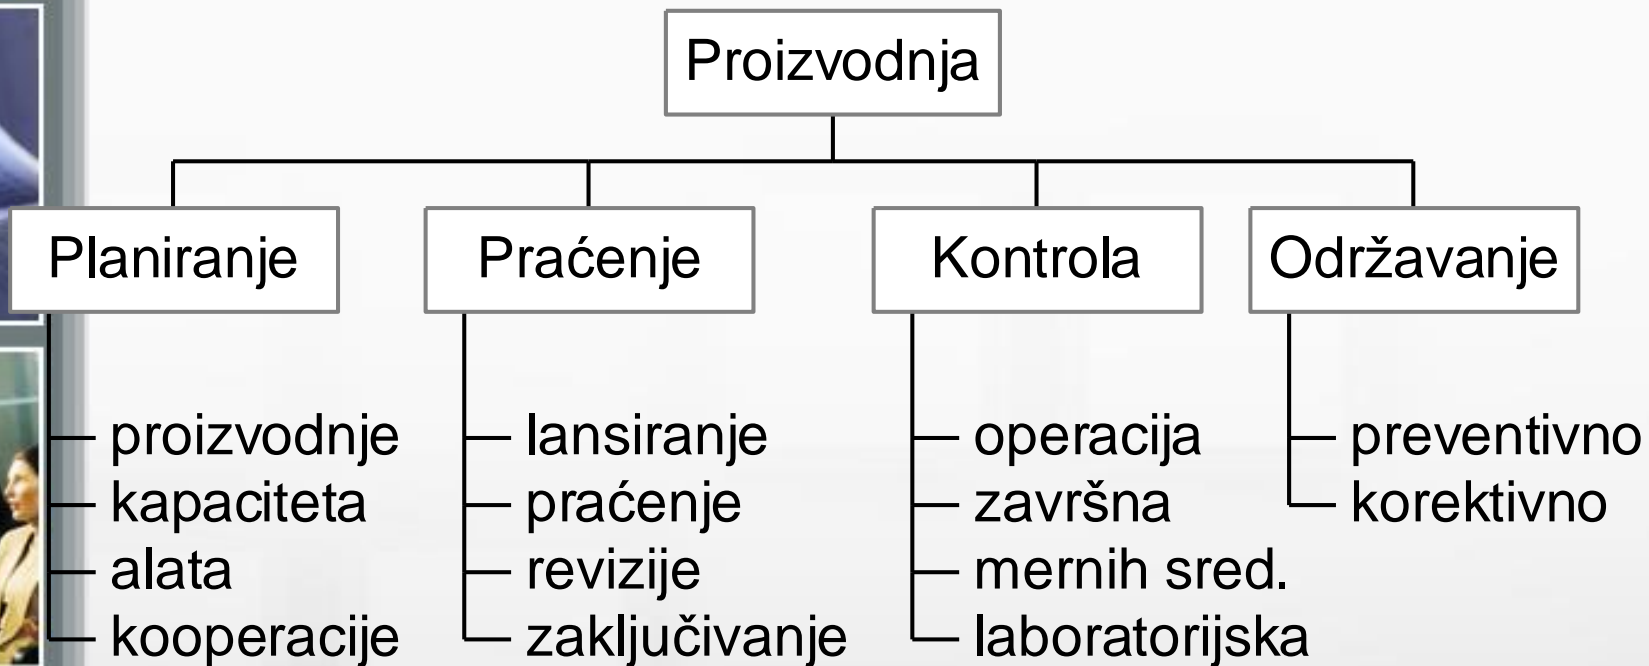 Proizvodnja
Planiranje
Praćenje
Kontrola
Održavanje
proizvodnje
kapaciteta
alata
kooperacije
lansiranje
praćenje
revizije
zaključivanje
operacija
završna
mernih sred.
laboratorijska
preventivno
korektivno